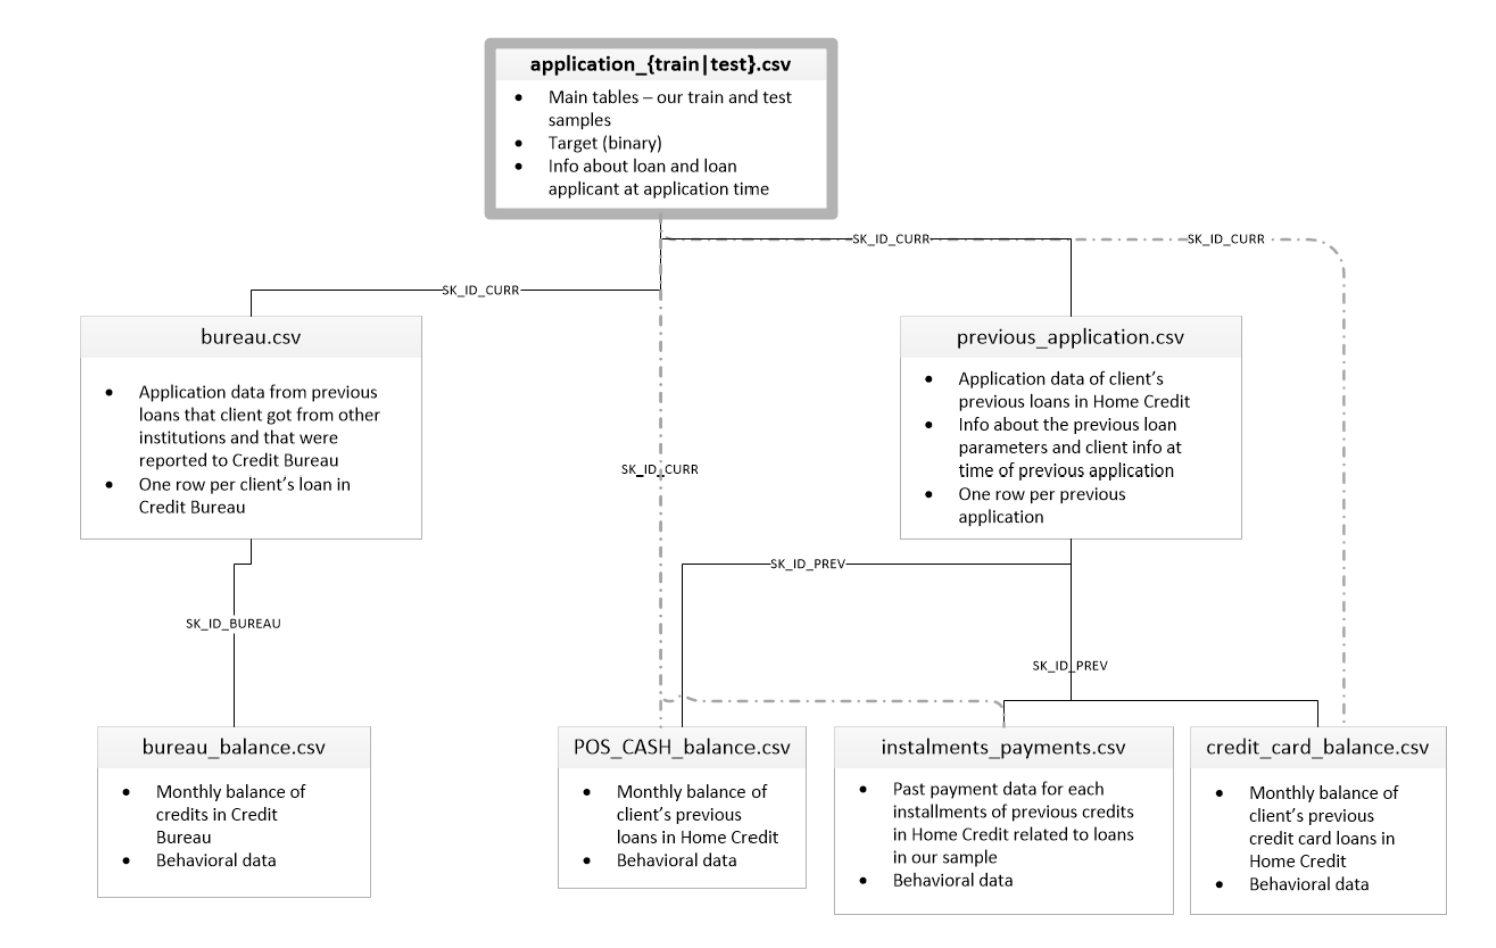 application_{train|test}.csv
• Main tables – our train and test
samples
• Target (binary)
• Info about loan and loan
applicant at application time
SK_ID_CURR
SK_ID_CURR
SK_ID_CURR
bureau.csv
• Application data from previous
loans that client got from other
institutions and that were
reported to Credit Bureau
• One row per client's loan in
Credit Bureau
previous_application.csv
• Application data of client's
previous loans in Home Credit
• Info about the previous loan
parameters and client info at
time of previous application
• One row per previous
application
SK_ID_CURR
SK_ID_PREV
SK_ID_BUREAU
SK_ID_PREV
bureau_balance.csv
• Monthly balance of
credits in Credit
Bureau
• Behavioral data
POS_CASH_balance.csv
• Monthly balance of
client's previous
loans in Home Credit
• Behavioral data
instalments_payments.csv
• Past payment data for each
installments of previous credits
in Home Credit related to loans
in our sample
• Behavioral data
credit_card_balance.csv
• Monthly balance of
client's previous
credit card loans in
Home Credit
• Behavioral data